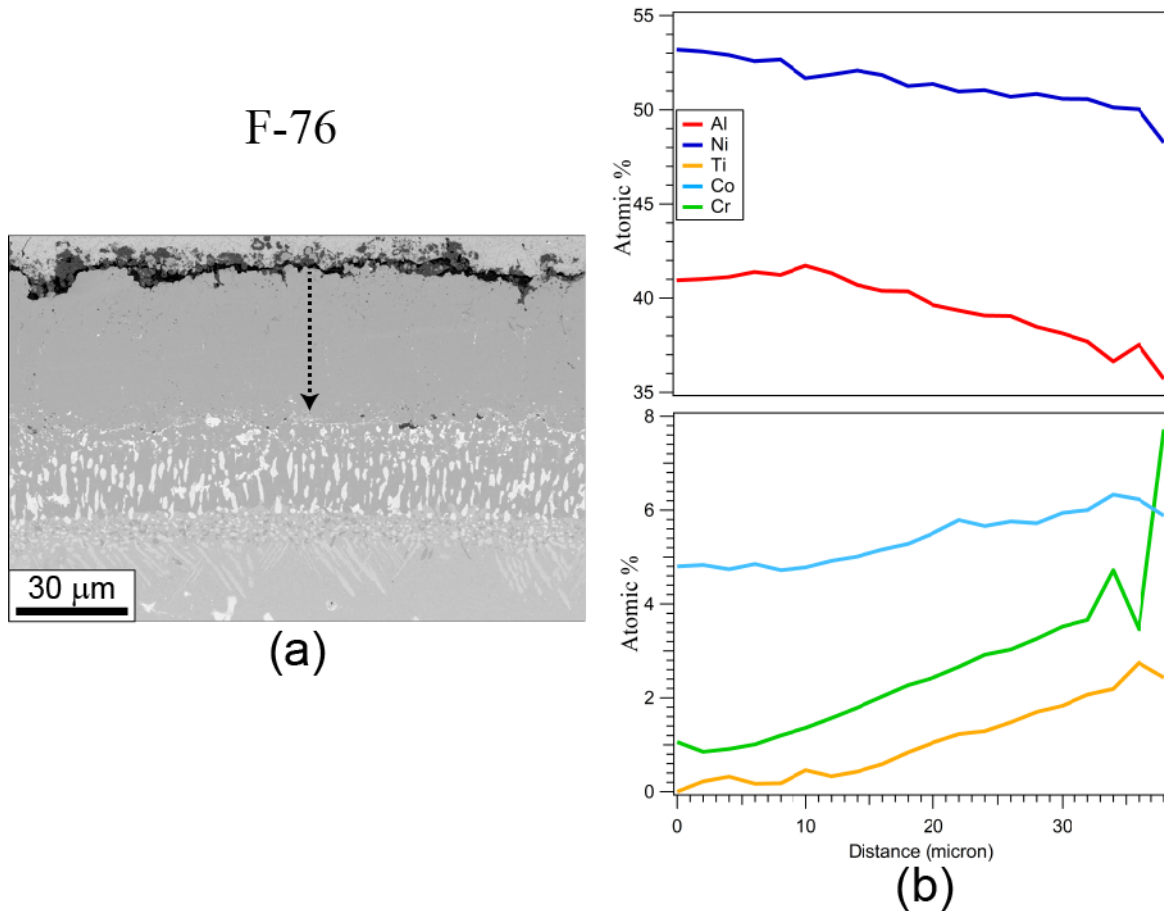 F-76
30 μm
(a)
55
50
45
40
35
Atomic %
Al
Ni
Ti
Co
Cr
8
6
4
2
0
Atomic %
0 10 20 30
Distance (micron)
(b)